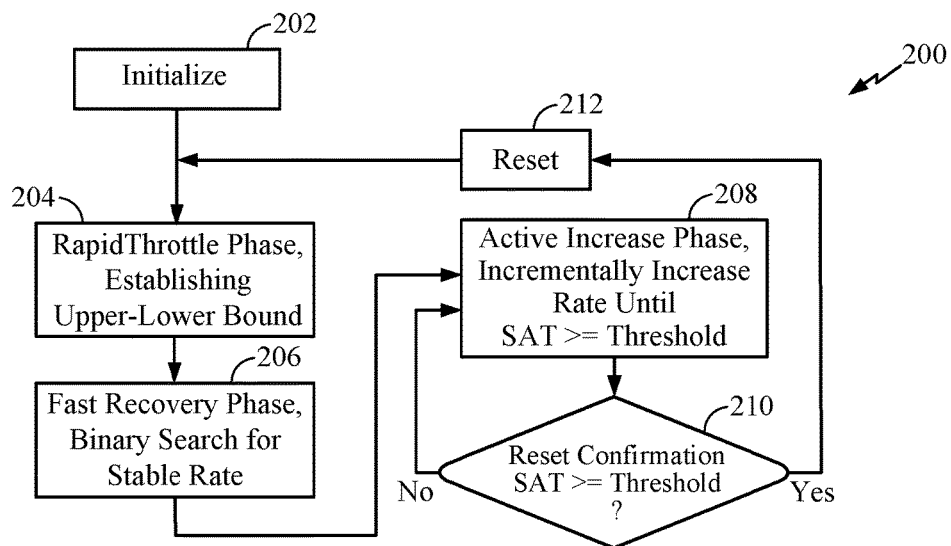 202
Initialize
200
212
Reset
204
RapidThrottle Phase,
Establishing
Upper-Lower Bound
208
Active Increase Phase,
Incrementally Increase
Rate Until
SAT >= Threshold
206
Fast Recovery Phase,
Binary Search for
Stable Rate
210
Reset Confirmation
SAT >= Threshold
?
No
Yes